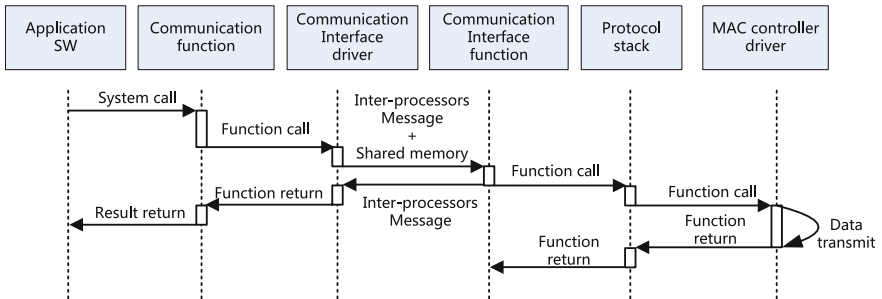 Application
SW
Communication
function
Communication
Interface
driver
Communication
Interface
function
Protocol
stack
MAC controller
driver
System call
Function call
Inter-processors
Message
+
Shared memory
Function call
Function call
Function return
Result return
Inter-processors
Message
Function
return
Data
transmit
Function
return